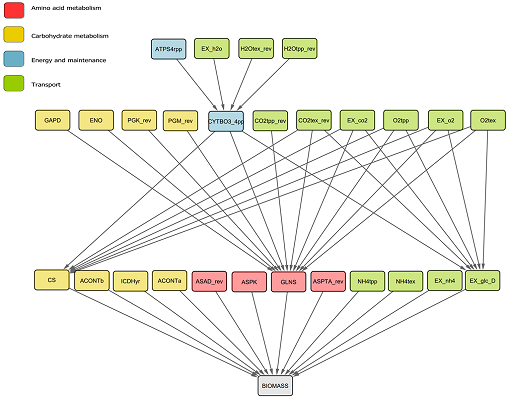 Amino acid metabolism
Carbohydrate metabolism
Energy and maintenance
Transport
ATPS4rpp EX_h2o H2Otex_rev H2Otpp_rev
GAPD ENO PGK_rev PGM_rev CYTBO3_4pp CO2tpp_rev CO2tex_rev EX_co2 O2tpp EX_o2 O2tex
CS ACONTb ICDHyr ACONTa ASAD_rev ASPK GLNS ASPTA_rev NH4tpp NH4tex EX_nh4 EX_glc_D
BIOMASS